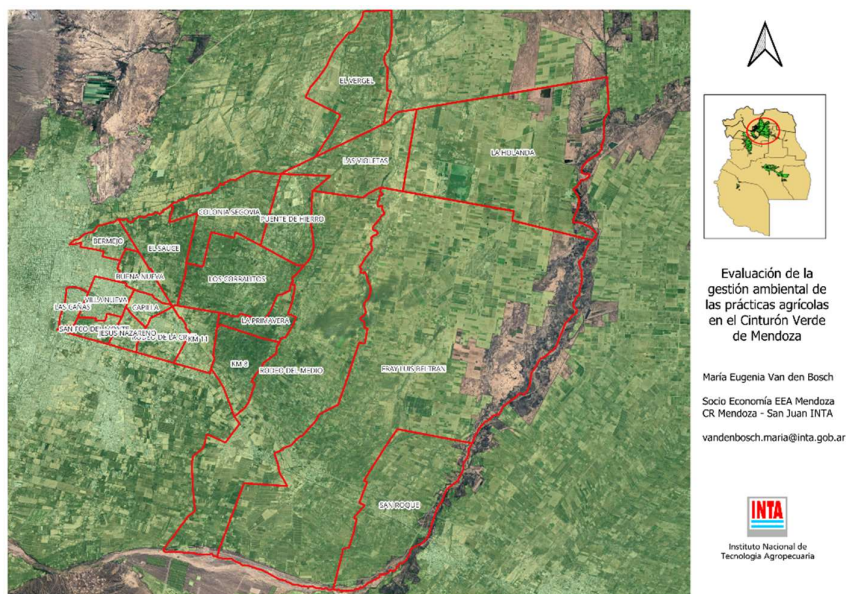 EL VERGEL
LAS VIOLETAS
LA HOLANDA
COLONIA SEGOVIA
PUENTE DE HIERRO
BERMEJO
EL SAUCE
BUENA NUEVA
LOS CORRALITOS
VILLA NUEVA
LAS CAÑAS
CAPILLA
LA PRIMAVERA
JESUS NAZARENO
KM 11
KM 8
RODEO DEL MEDIO
FRAY LUIS BELTRAN
SAN ROQUE
Evaluación de la
gestión ambiental de
las prácticas agrícolas
en el Cinturón Verde
de Mendoza
María Eugenia Van den Bosch
Socio Economía EEA Mendoza
CR Mendoza - San Juan INTA
vandenbosch.maria@inta.gob.ar
INTA
Instituto Nacional de
Tecnología Agropecuaria